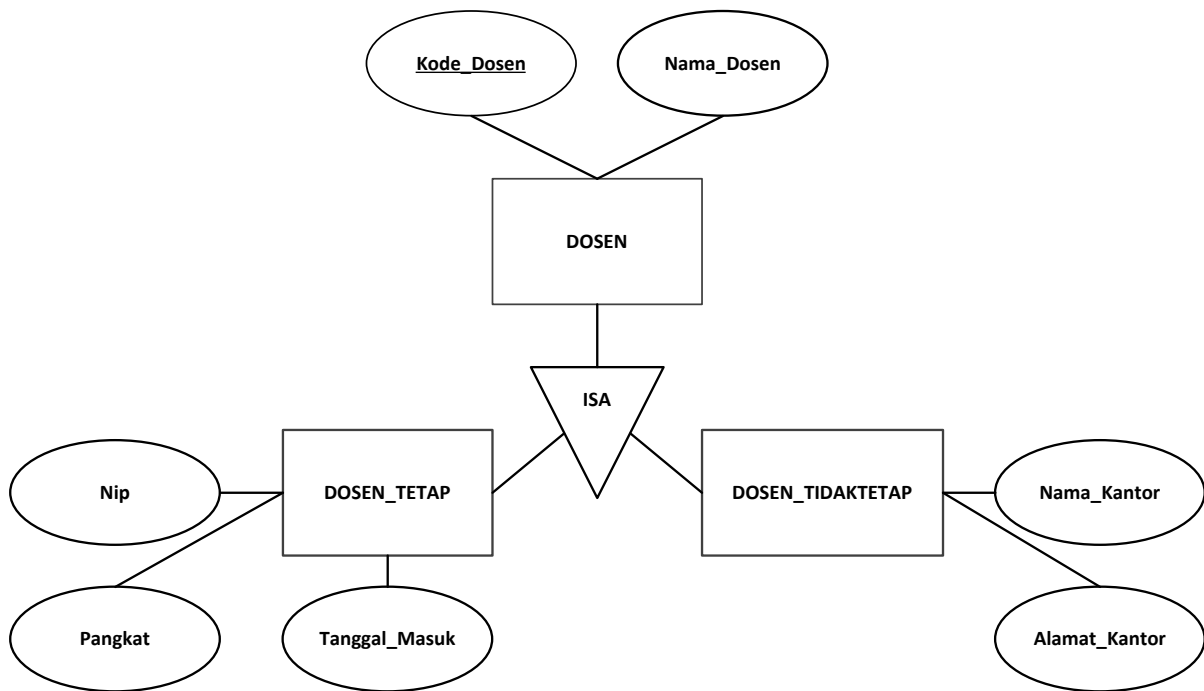 Kode_Dosen
Nama_Dosen
DOSEN
ISA
Nip
DOSEN_TETAP
DOSEN_TIDAKTETAP
Nama_Kantor
Pangkat
Tanggal_Masuk
Alamat_Kantor